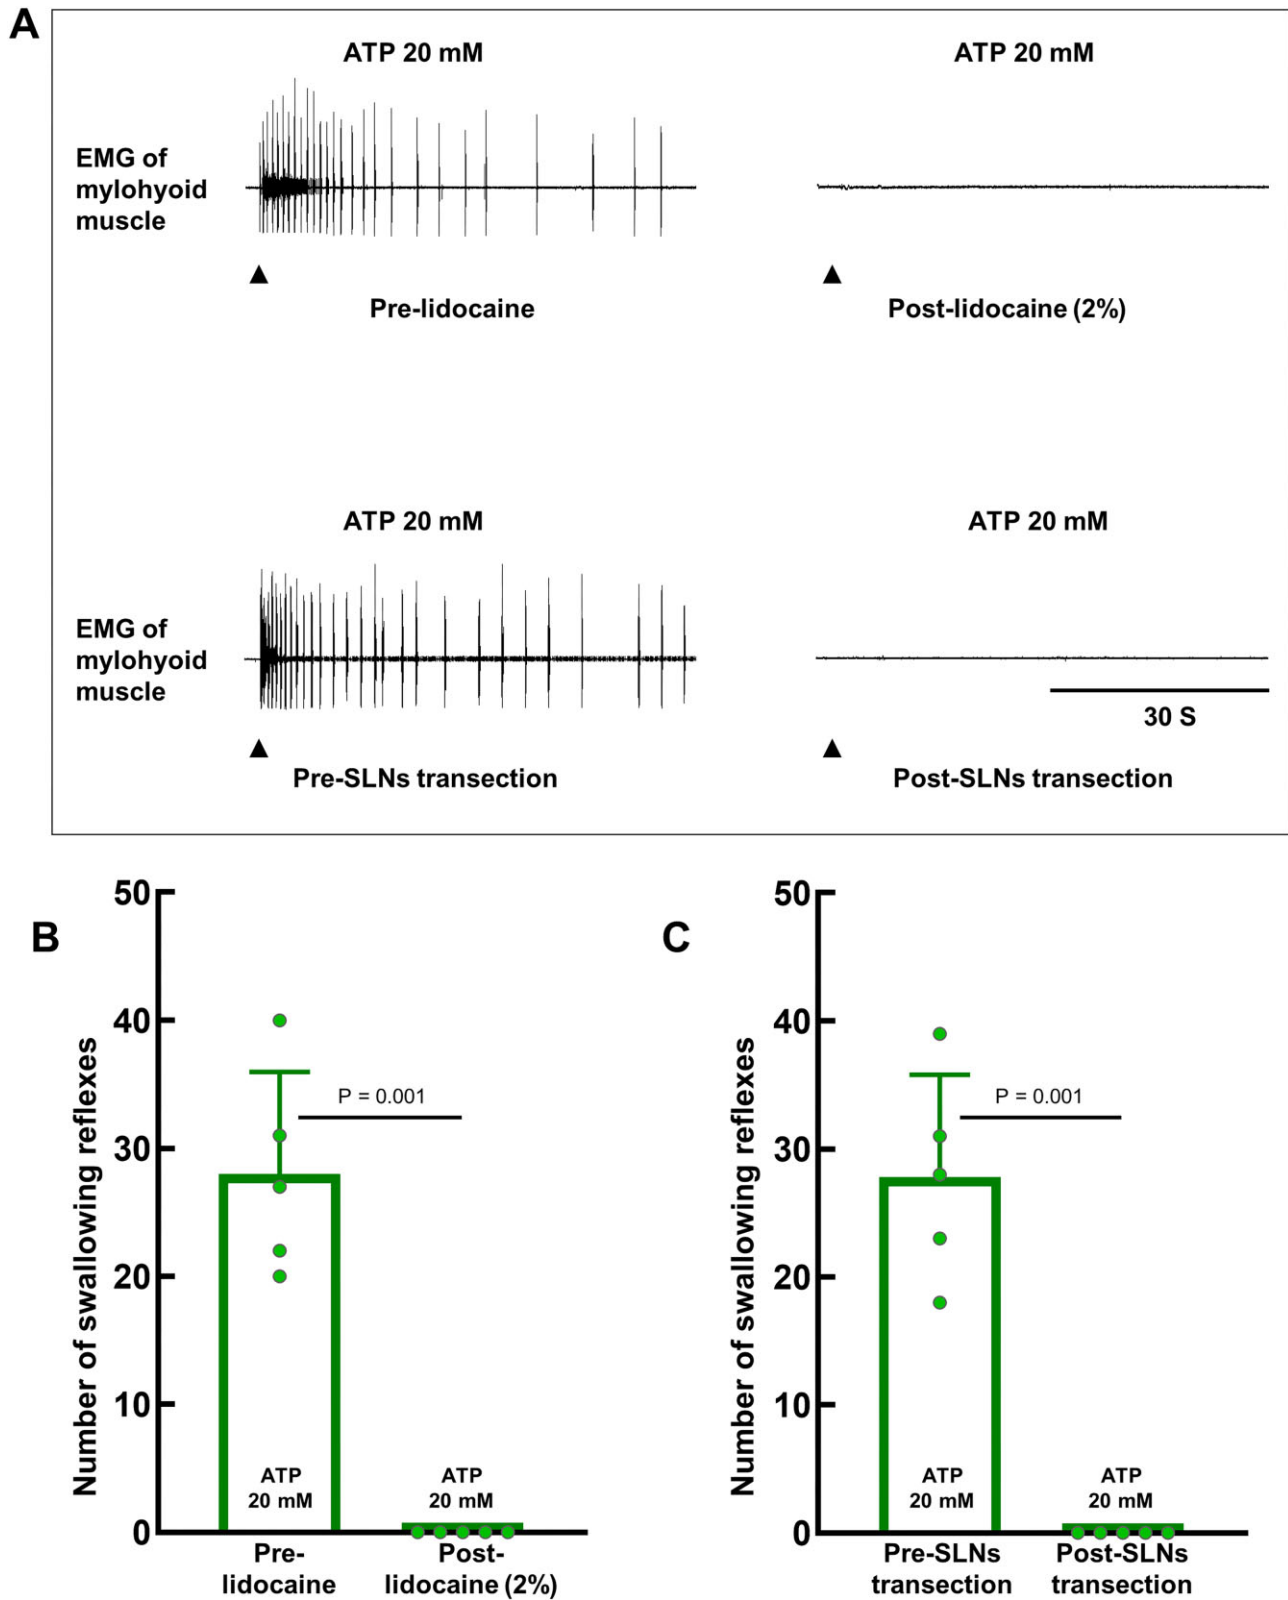 A
ATP 20 mM
ATP 20 mM
EMG of
mylohyoid
muscle
Pre-lidocaine
Post-lidocaine (2%)
ATP 20 mM
ATP 20 mM
EMG of
mylohyoid
muscle
30 S
Pre-SLNs transection
Post-SLNs transection
B
Number of swallowing reflexes
50
40
30
20
10
0
P = 0.001
ATP
20 mM
ATP
20 mM
Pre-
lidocaine
Post-
lidocaine (2%)
C
Number of swallowing reflexes
50
40
30
20
10
0
P = 0.001
ATP
20 mM
ATP
20 mM
Pre-SLNs
transection
Post-SLNs
transection